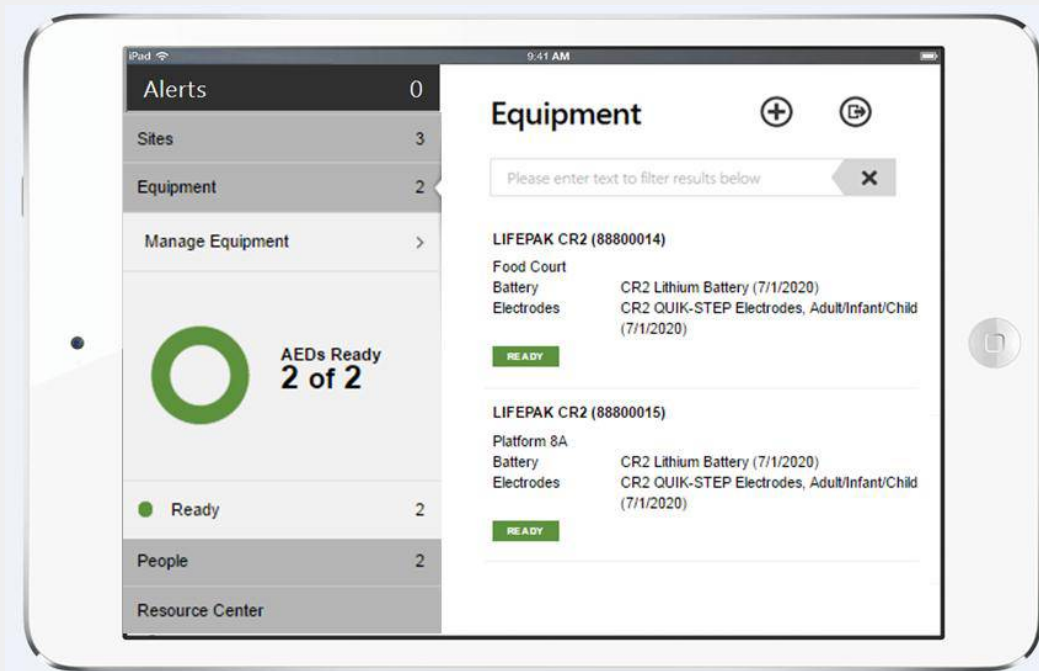 iPad
9:41 AM
Alerts 0
Sites 3
Equipment 2
Manage Equipment
AEDs Ready
2 of 2
Ready 2
People 2
Resource Center
Equipment
Please enter text to filter results below
LIFEPAK CR2 (88800014)
Food Court
Battery CR2 Lithium Battery (7/1/2020)
Electrodes CR2 QUIK-STEP Electrodes, Adult/Infant/Child
(7/1/2020)
READY
LIFEPAK CR2 (88800015)
Platform 8A
Battery CR2 Lithium Battery (7/1/2020)
Electrodes CR2 QUIK-STEP Electrodes, Adult/Infant/Child
(7/1/2020)
READY